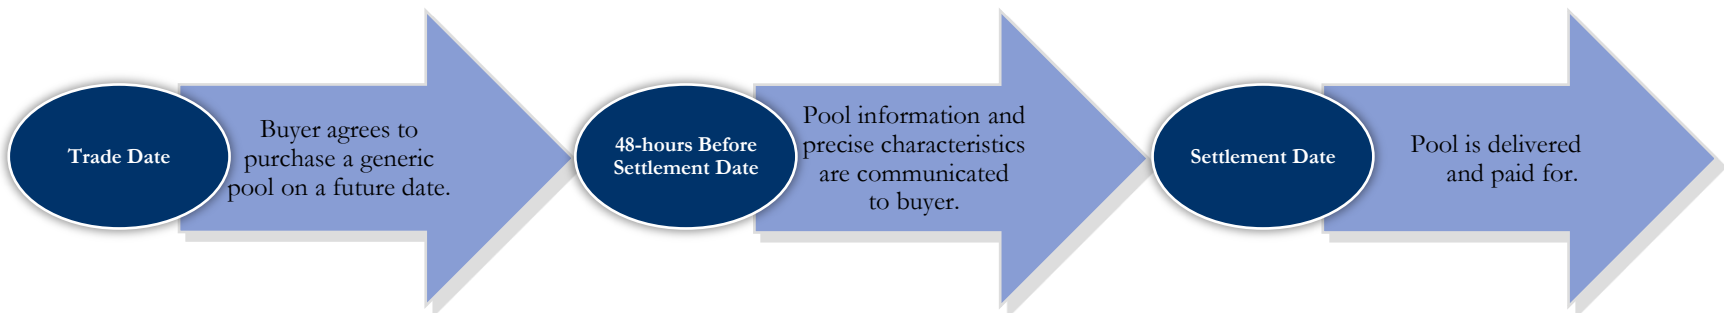 Trade Date
Buyer agrees to
purchase a generic
pool on a future date.
48-hours Before
Settlement Date
Pool information and
precise characteristics
are communicated
to buyer.
Settlement Date
Pool is delivered
and paid for.